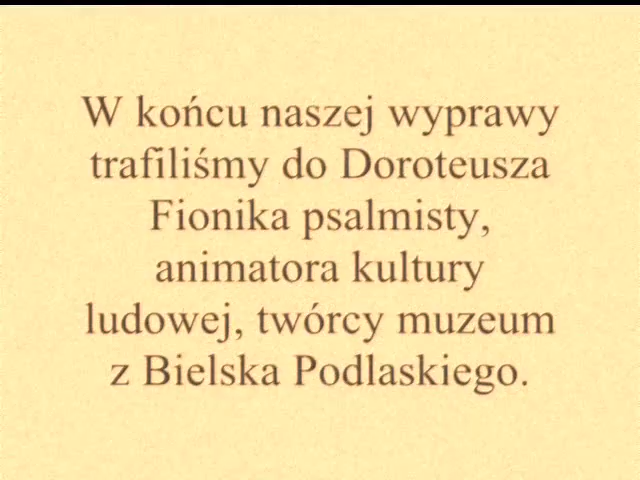 W końcu naszej wyprawy
trafiliśmy do Doroteusza
Fionika psalmisty,
animatora kultury
ludowej, twórcy muzeum
z Bielska Podlaskiego.